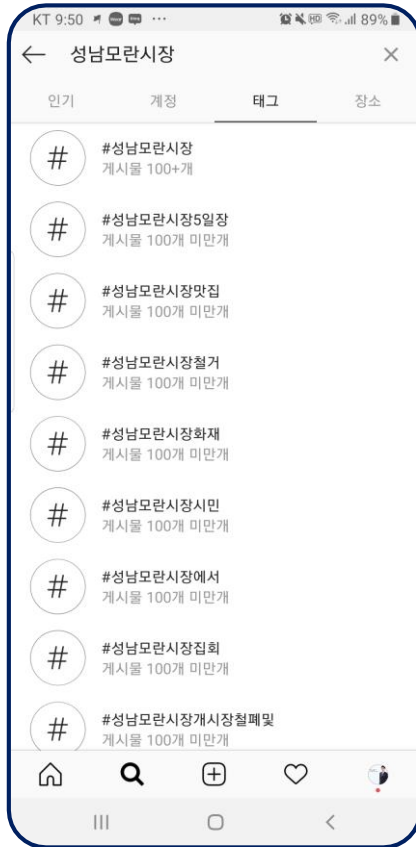 KT 9:50 ... 89%
성남모란시장
인기 계정 태그 장소
#성남모란시장
게시물 100+개
#성남모란시장5일장
게시물 100개 미만개
#성남모란시장맛집
게시물 100개 미만개
#성남모란시장철거
게시물 100개 미만개
#성남모란시장화재
게시물 100개 미만개
#성남모란시장시민
게시물 100개 미만개
#성남모란시장에서
게시물 100개 미만개
#성남모란시장집회
게시물 100개 미만개
#성남모란시장개시장철폐및
게시물 100개 미만개